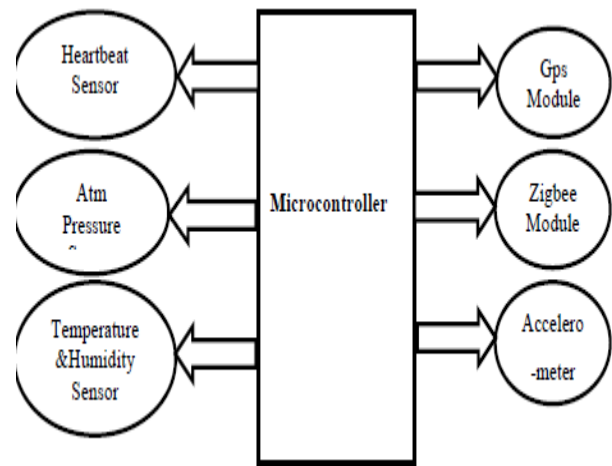 Heartbeat
Sensor
Atm
Pressure
Temperature
&Humidity
Sensor
Microcontroller
Gps
Module
Zigbee
Module
Accelero
-meter